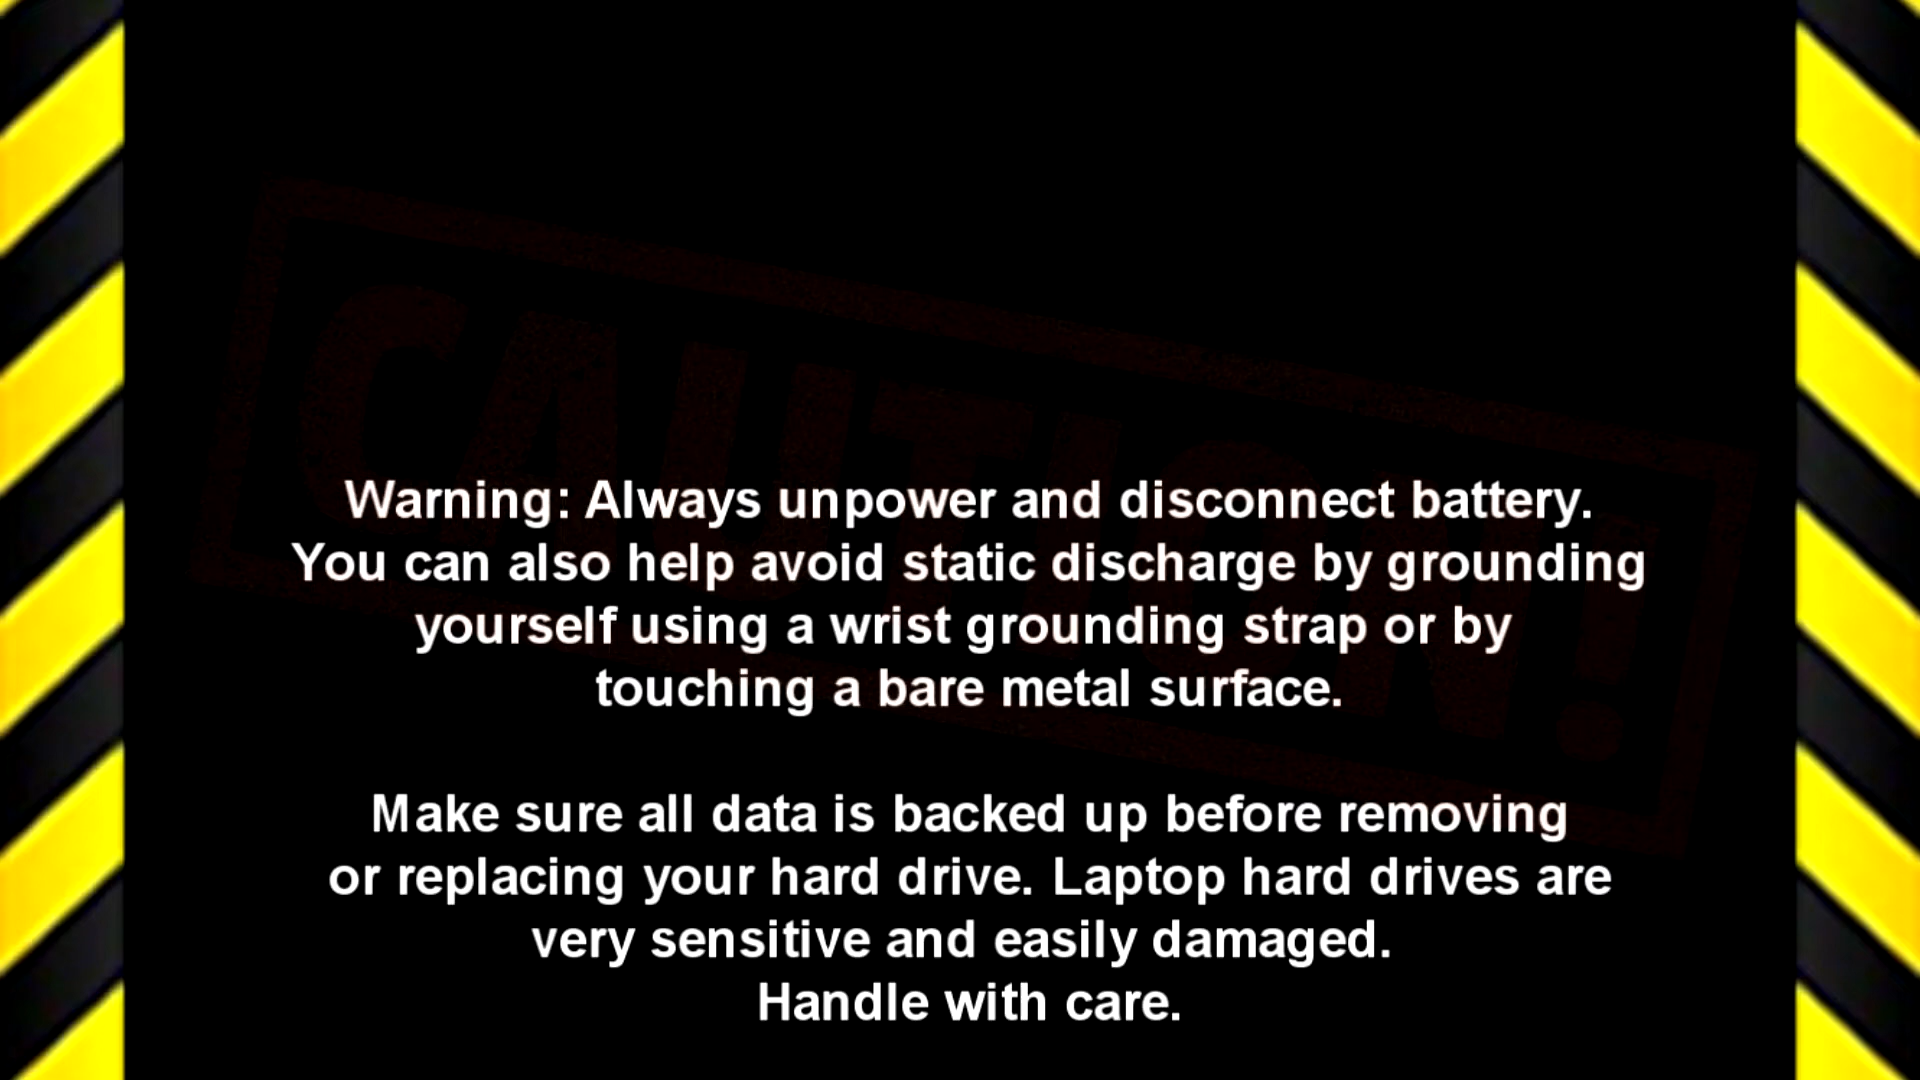 CAUTION!
Warning: Always unpower and disconnect battery.
You can also help avoid static discharge by grounding
yourself using a wrist grounding strap or by
touching a bare metal surface.
Make sure all data is backed up before removing
or replacing your hard drive. Laptop hard drives are
very sensitive and easily damaged.
Handle with care.